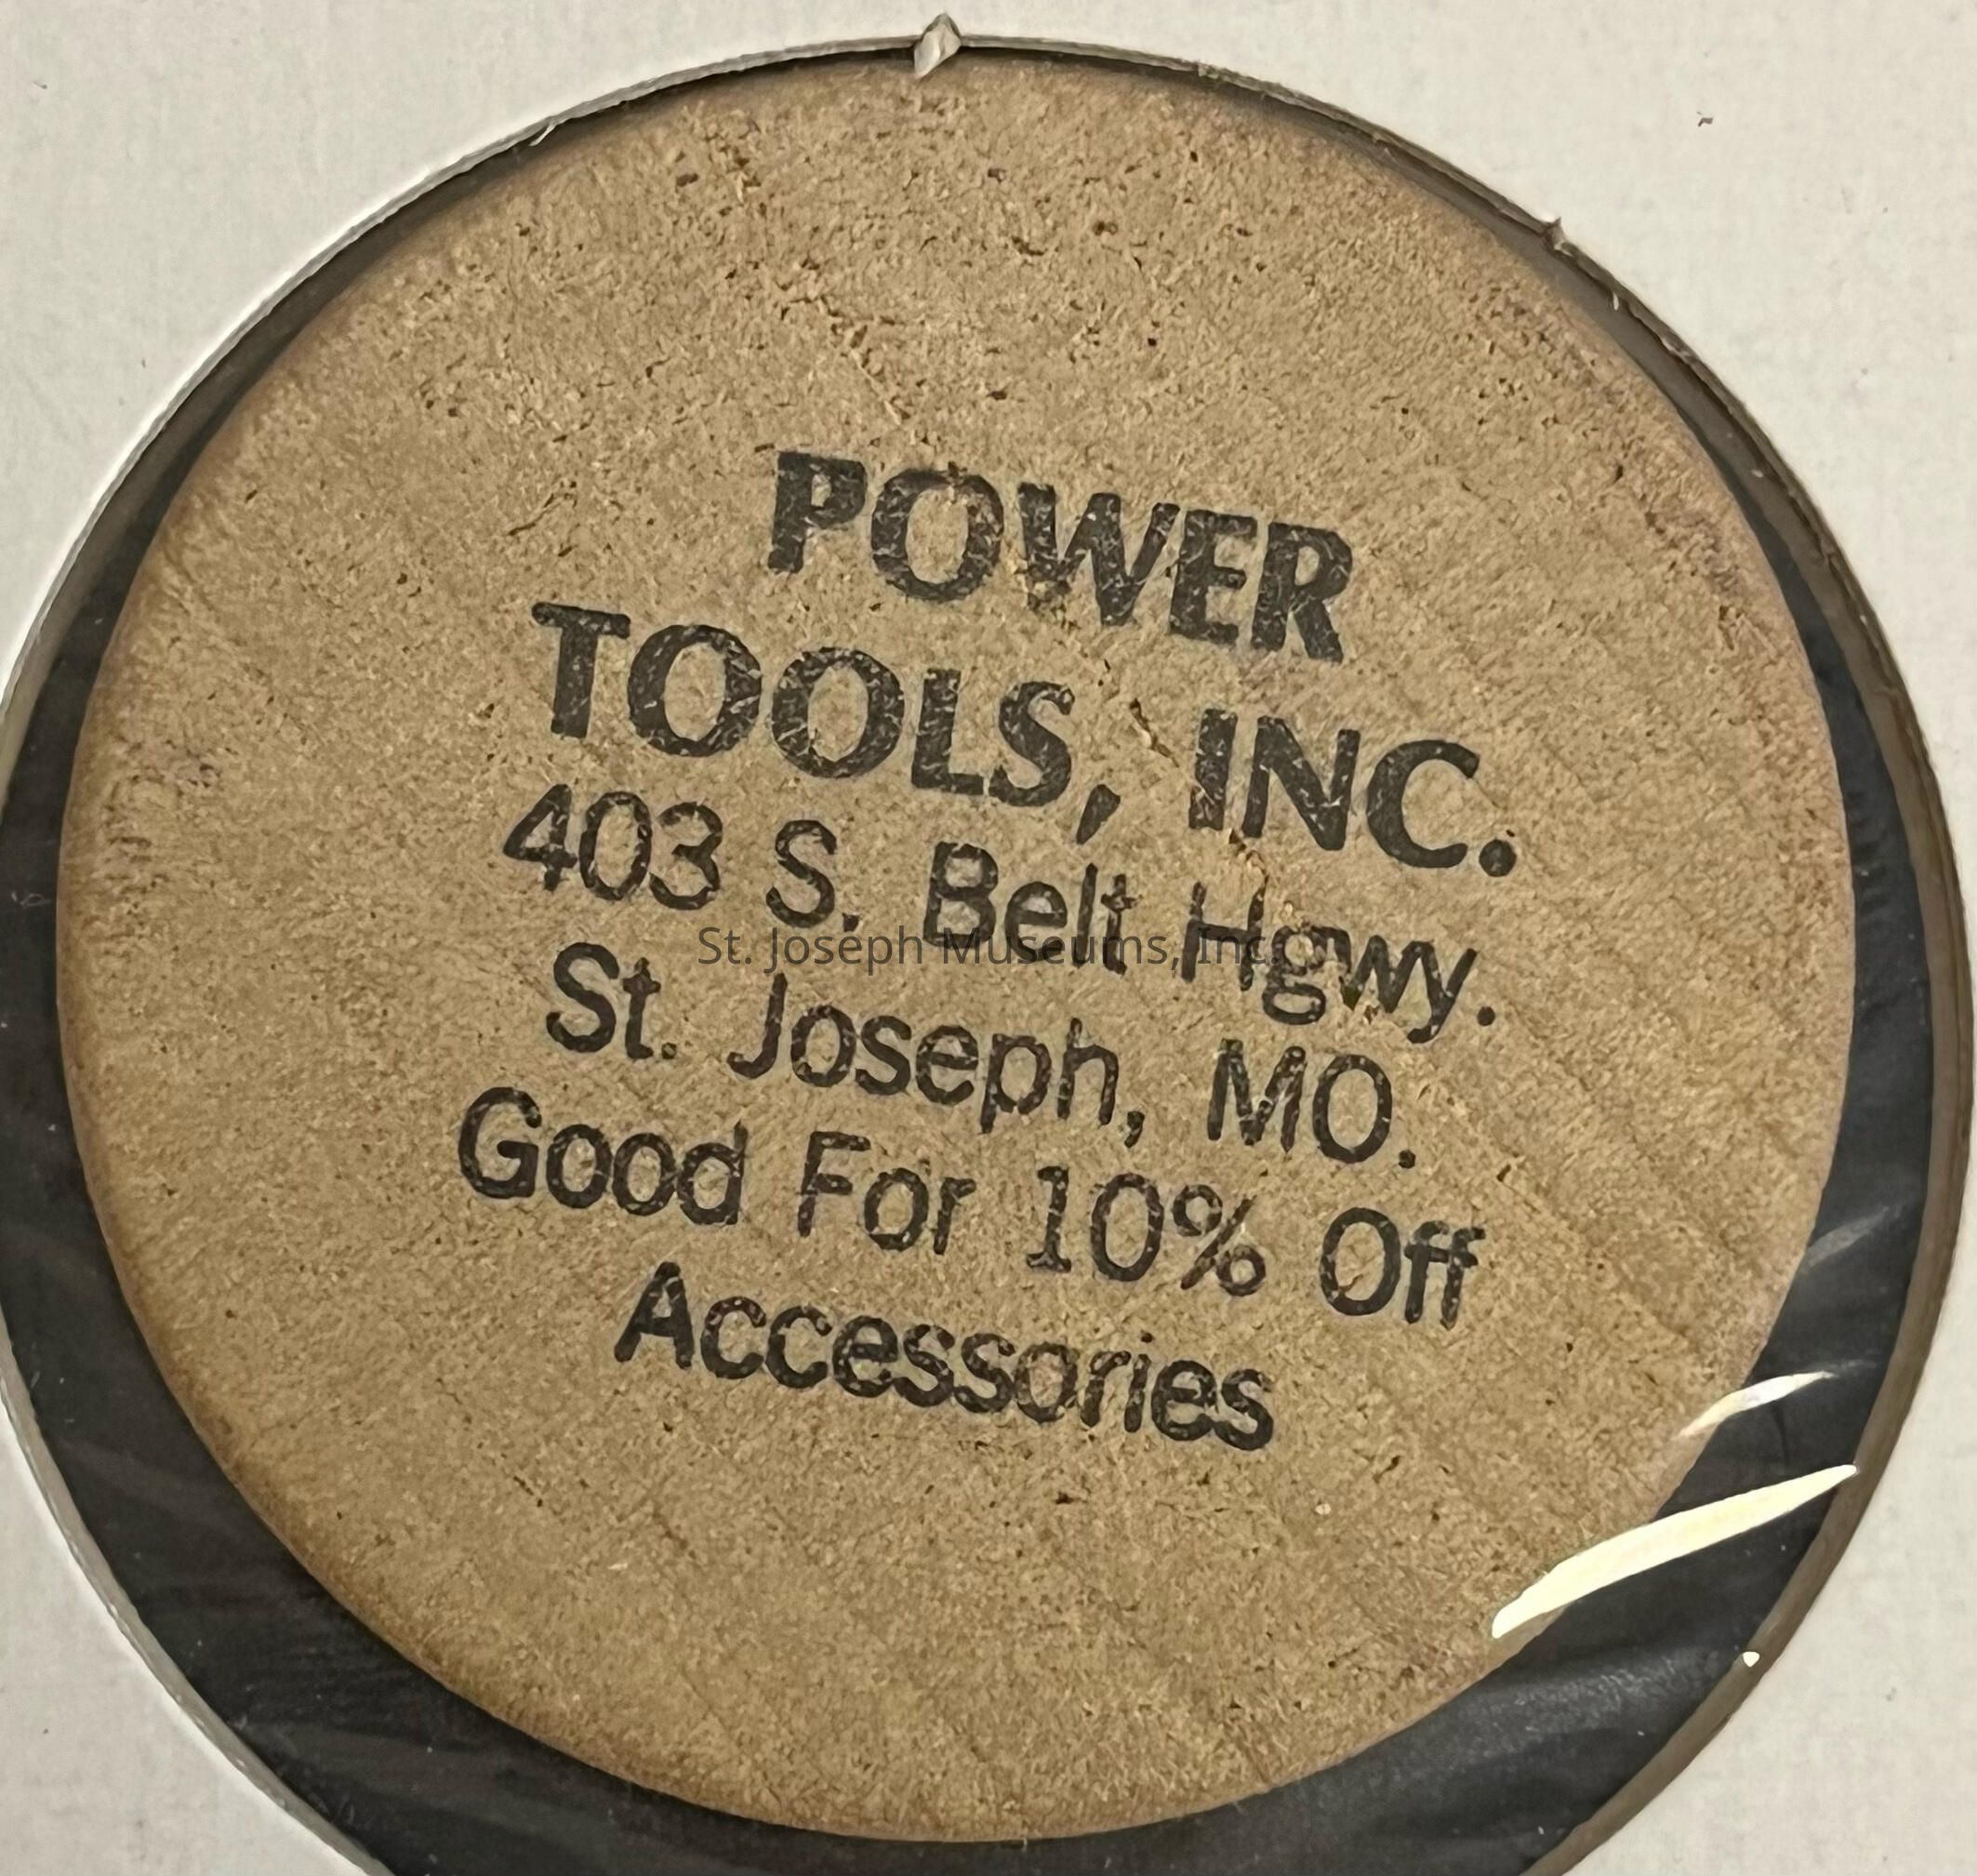 POWER
TOOLS, INC.
403 S. Belt Hgwy.
St. Joseph Museums, Inc.
St. Joseph, MO.
Good For 10% Off
Accessories